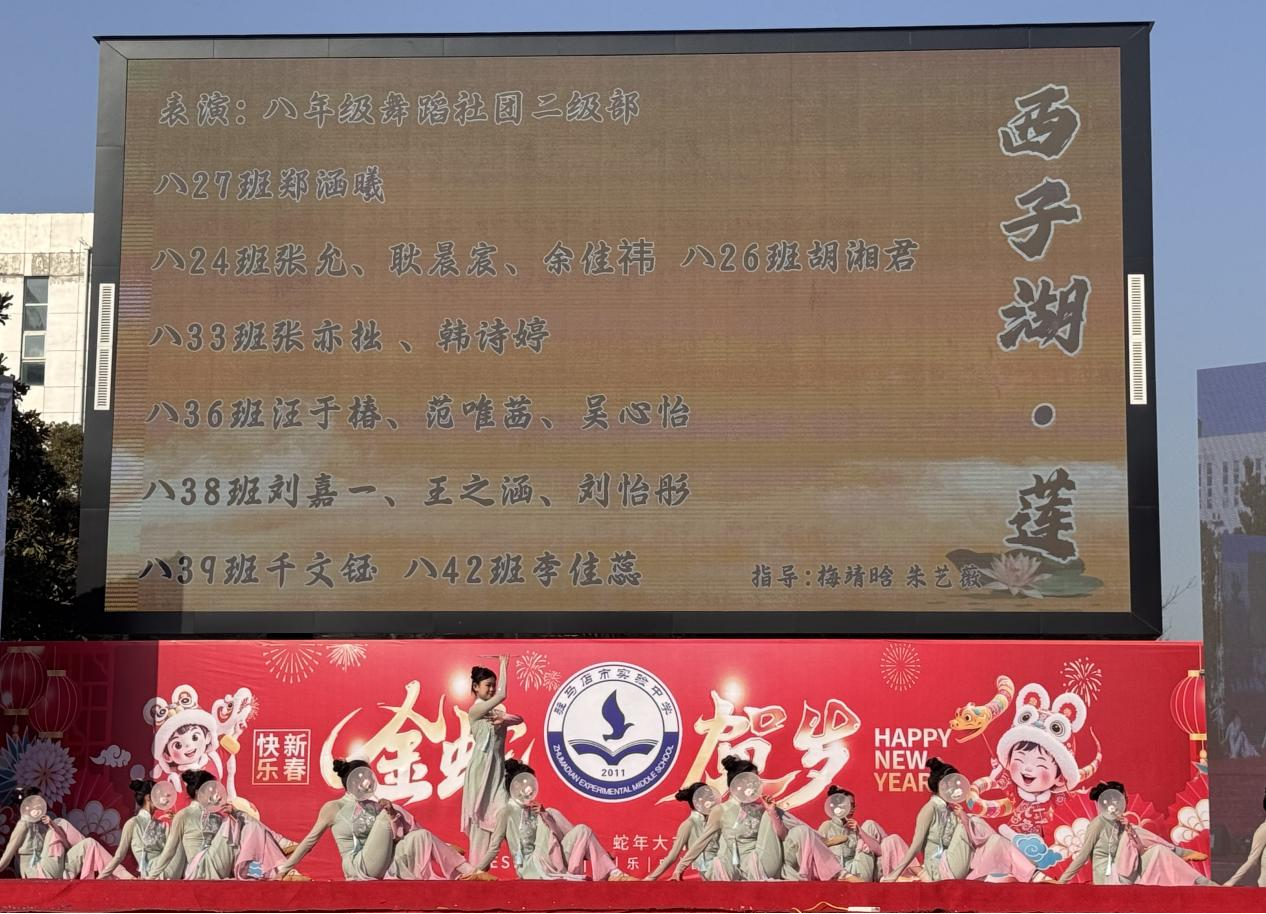 表演：八年级舞蹈社团二级部
八27班郑涵曦
八24班张允、耿晨宸、余佳祎 八26班胡湘君
八33班张亦拙、韩诗婷
八36班汪于椿、范唯茜、吴心怡
八38班刘嘉一、王之涵、刘怡彤
八39班千文钰 八42班李佳蕊
指导:梅靖晗 朱艺薇
西子湖·莲
快乐
新春
金蛇
贺岁
驻马店市实验中学
2011
ZHUMADIAN EXPERIMENTAL MIDDLE SCHOOL
HAPPY
NEW
YEAR
蛇年大